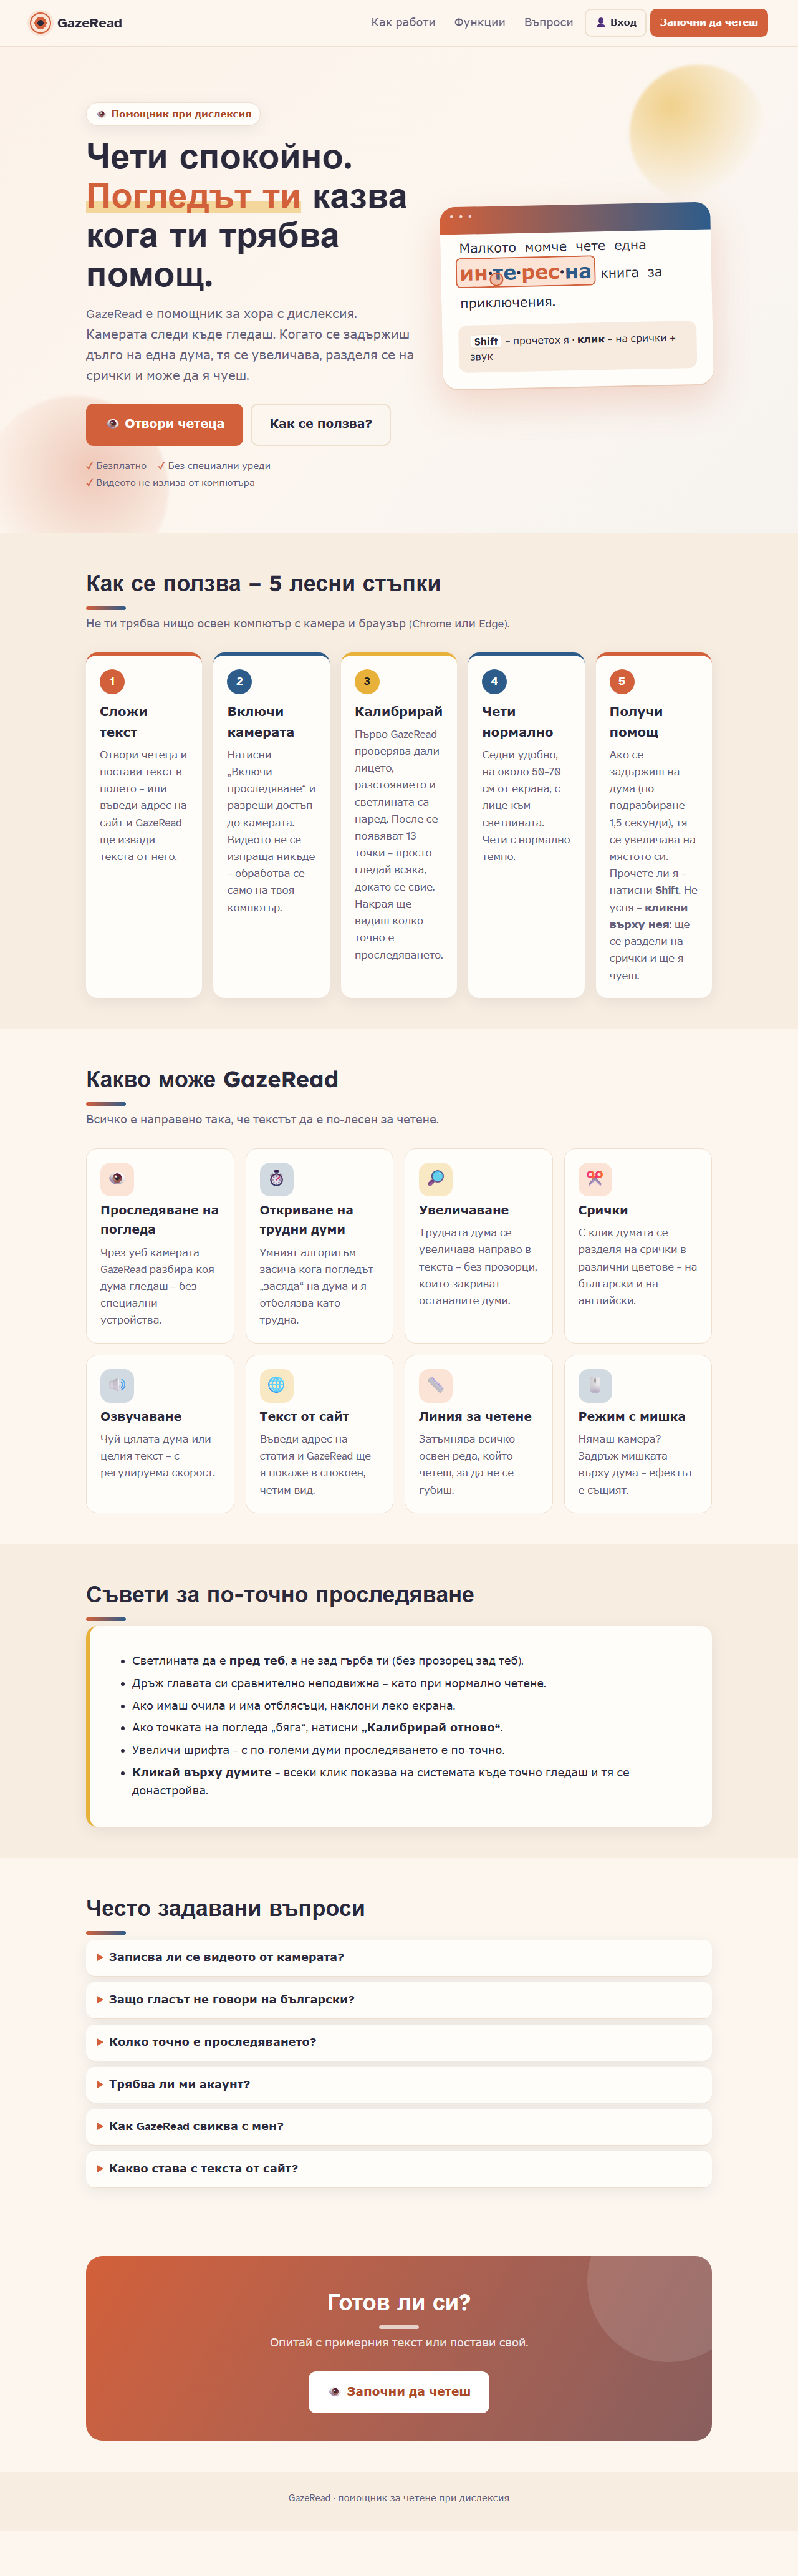 GazeRead
Как работи
Функции
Въпроси
Вход
Започни да четеш
Помощник при дислексия
Чети спокойно.
Погледът ти казва
кога ти трябва
помощ.
GazeRead е помощник за хора с дислексия.
Камерата следи къде гледаш. Когато се задържиш
дълго на една дума, тя се увеличава, разделя се на
срички и може да я чуеш.
Отвори четеца
Как се ползва?
✓ Безплатно ✓ Без специални уреди
✓ Видеото не излиза от компютъра
Малкото момче чете една
ин·те·рес·на книга за
приключения.
Shift – прочетох я · клик – на срички +
звук
Как се ползва – 5 лесни стъпки
Не ти трябва нищо освен компютър с камера и браузър (Chrome или Edge).
1
Сложи
текст
Отвори четеца и
постави текст в
полето – или
въведи адрес на
сайт и GazeRead
ще извади
текста от него.
2
Включи
камерата
Натисни
„Включи
проследяване“ и
разреши достъп
до камерата.
Видеото не се
изпраща никъде
– обработва се
само на твоя
компютър.
3
Калибрирай
Първо GazeRead
проверява дали
лицето,
разстоянието и
светлината са
наред. После се
появяват 13
точки – просто
гледай всяка,
докато се свие.
Накрая ще
видиш колко
точно е
проследяването.
4
Чети
нормално
Седни удобно,
на около 50–70
см от екрана, с
лице към
светлината.
Чети с нормално
темпо.
5
Получи
помощ
Ако се
задържиш на
дума (по
подразбиране
1,5 секунди), тя
се увеличава на
мястото си.
Прочете ли я –
натисни Shift. Не
успя – кликни
върху нея: ще
се раздели на
срички и ще я
чуеш.
Какво може GazeRead
Всичко е направено така, че текстът да е по-лесен за четене.
Проследяване на
погледа
Чрез уеб камерата
GazeRead разбира коя
дума гледаш – без
специални
устройства.
Откриване на
трудни думи
Умният алгоритъм
засича кога погледът
„засяда“ на дума и я
отбелязва като
трудна.
Увеличаване
Трудната дума се
увеличава направо в
текста – без прозорци,
които закриват
останалите думи.
Срички
С клик думата се
разделя на срички в
различни цветове – на
български и на
английски.
Озвучаване
Чуй цялата дума или
целия текст – с
регулируема скорост.
Текст от сайт
Въведи адрес на
статия и GazeRead ще
я покаже в спокоен,
четим вид.
Линия за четене
Затъмнява всичко
освен реда, който
четеш, за да не се
губиш.
Режим с мишка
Нямаш камера?
Задръж мишката
върху дума – ефектът
е същият.
Съвети за по-точно проследяване
• Светлината да е пред теб, а не зад гърба ти (без прозорец зад теб).
• Дръж главата си сравнително неподвижна – като при нормално четене.
• Ако имаш очила и има отблясъци, наклони леко екрана.
• Ако точката на погледа „бяга“, натисни „Калибрирай отново“.
• Увеличи шрифта – с по-големи думи проследяването е по-точно.
• Кликай върху думите – всеки клик показва на системата къде точно гледаш и тя се
донастройва.
Често задавани въпроси
Записва ли се видеото от камерата?
Защо гласът не говори на български?
Колко точно е проследяването?
Трябва ли ми акаунт?
Как GazeRead свиква с мен?
Какво става с текста от сайт?
Готов ли си?
Опитай с примерния текст или постави свой.
Започни да четеш
GazeRead · помощник за четене при дислексия